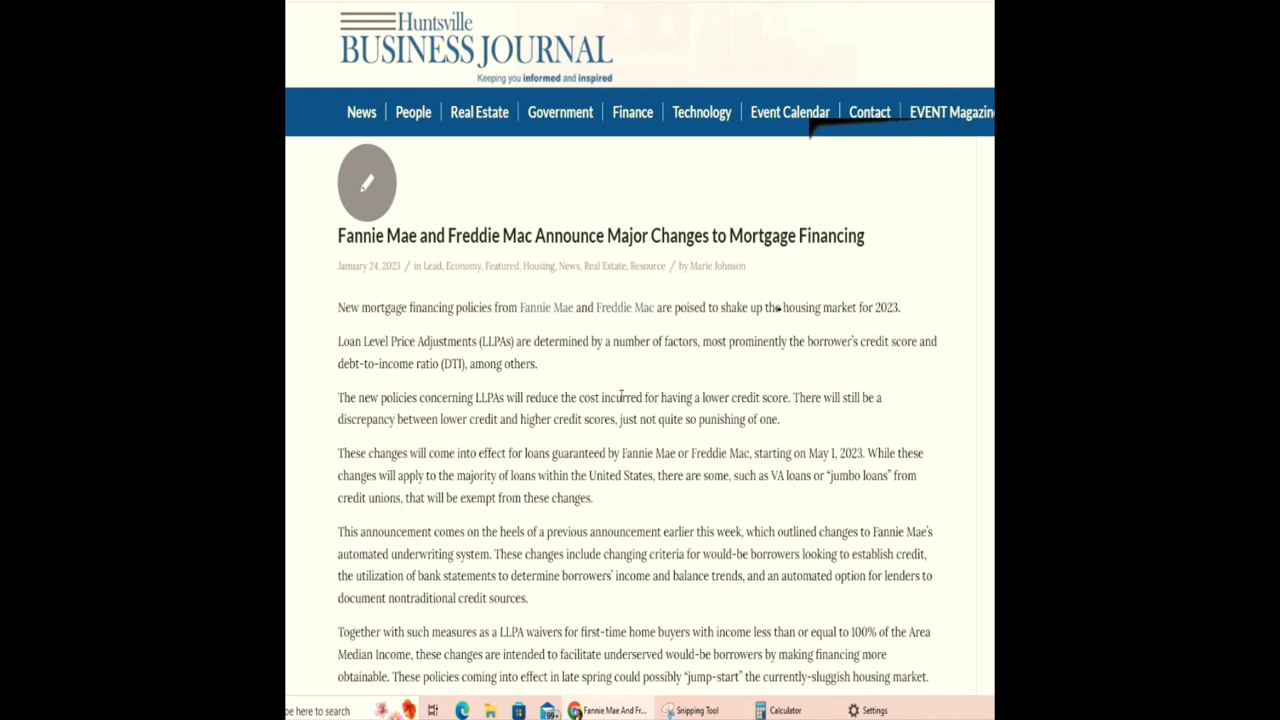 Huntsville
BUSINESS JOURNAL
Keeping you informed and inspired
News People Real Estate Government Finance Technology Event Calendar Contact EVENT Magazin
Fannie Mae and Freddie Mac Announce Major Changes to Mortgage Financing
January 24, 2023 / in Lead, Economy, Featured, Housing, News, Real Estate, Resource / by Marie Johnson
New mortgage financing policies from Fannie Mae and Freddie Mac are poised to shake up the housing market for 2023.
Loan Level Price Adjustments (LLPAs) are determined by a number of factors, most prominently the borrower's credit score and
debt-to-income ratio (DTI), among others.
The new policies concerning LLPAs will reduce the cost incurred for having a lower credit score. There will still be a
discrepancy between lower credit and higher credit scores, just not quite so punishing of one.
These changes will come into effect for loans guaranteed by Fannie Mae or Freddie Mac, starting on May 1, 2023. While these
changes will apply to the majority of loans within the United States, there are some, such as VA loans or “jumbo loans” from
credit unions, that will be exempt from these changes.
This announcement comes on the heels of a previous announcement earlier this week, which outlined changes to Fannie Mae's
automated underwriting system. These changes include changing criteria for would-be borrowers looking to establish credit,
the utilization of bank statements to determine borrowers' income and balance trends, and an automated option for lenders to
document nontraditional credit sources.
Together with such measures as a LLPA waivers for first-time home buyers with income less than or equal to 100% of the Area
Median Income, these changes are intended to facilitate underserved would-be borrowers by making financing more
obtainable. These policies coming into effect in late spring could possibly “jump-start” the currently-sluggish housing market.
pe here to search 99+ Fannie Mae And Fr... Snipping Tool Calculator Settings